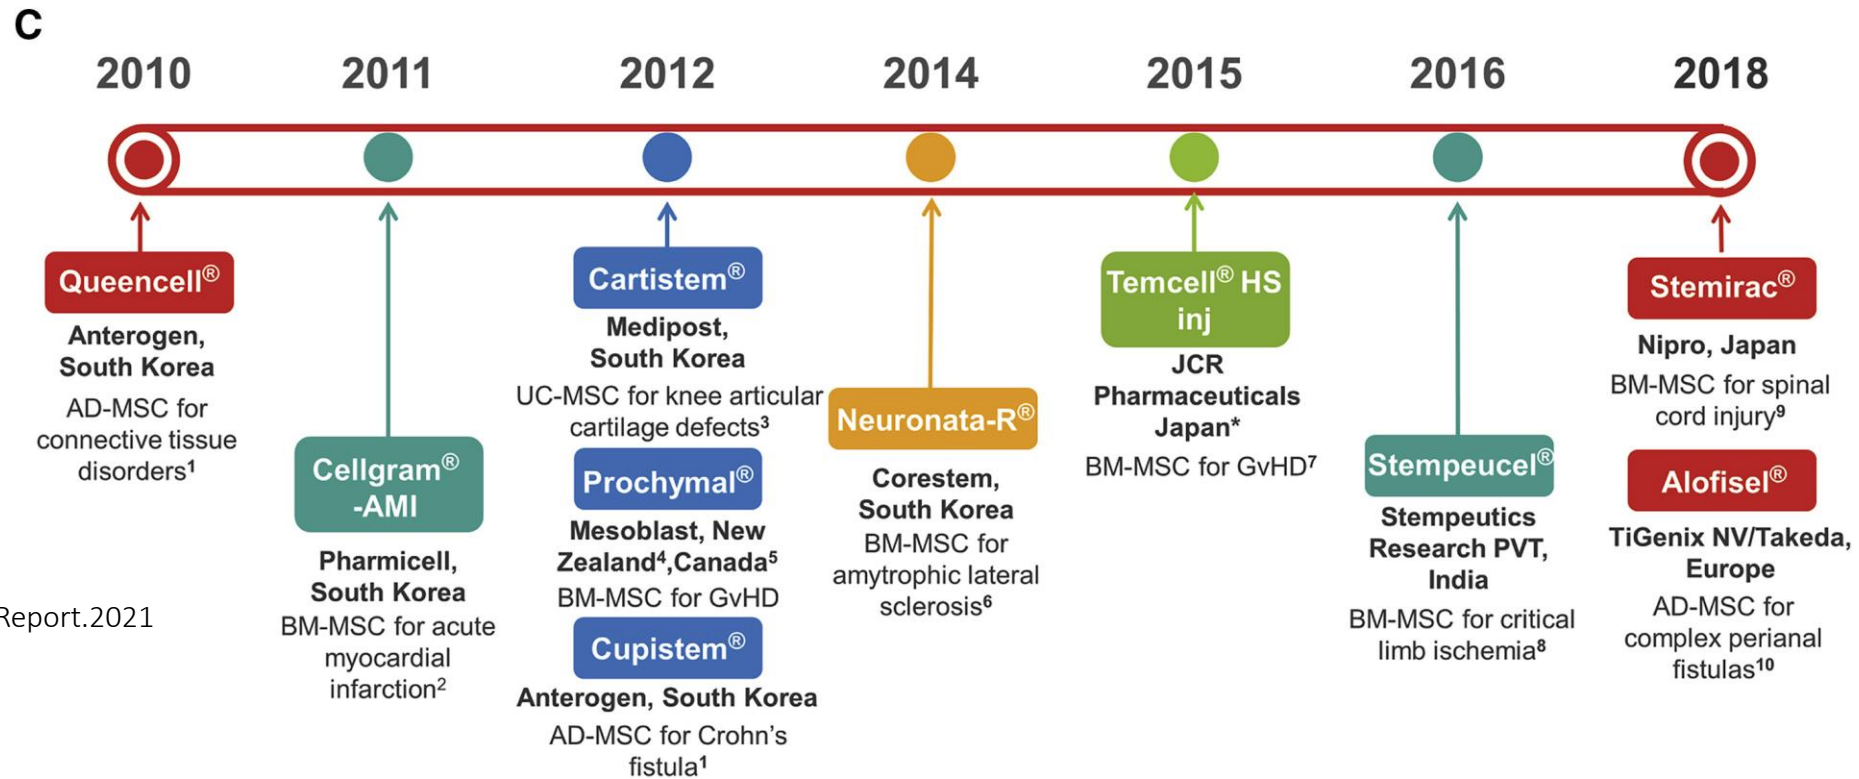 C
2010
2011
2012
2014
2015
2016
2018
Queencell®
Anterogen,
South Korea
AD-MSC for
connective tissue
disorders¹
Cellgram®
-AMI
Pharmicell,
South Korea
BM-MSC for acute
myocardial
infarction²
Cartistem®
Medipost,
South Korea
UC-MSC for knee articular
cartilage defects³
Prochymal®
Mesoblast, New
Zealand⁴,Canada⁵
BM-MSC for GvHD
Cupistem®
Anterogen, South Korea
AD-MSC for Crohn’s
fistula¹
Neuronata-R®
Corestem,
South Korea
BM-MSC for
amytrophic lateral
sclerosis⁶
Temcell® HS
inj
JCR
Pharmaceuticals
Japan*
BM-MSC for GvHD⁷
Stempeucel®
Stempeutics
Research PVT,
India
BM-MSC for critical
limb ischemia⁸
Stemirac®
Nipro, Japan
BM-MSC for spinal
cord injury⁹
Alofisel®
TiGenix NV/Takeda,
Europe
AD-MSC for
complex perianal
fistulas¹⁰
Report.2021